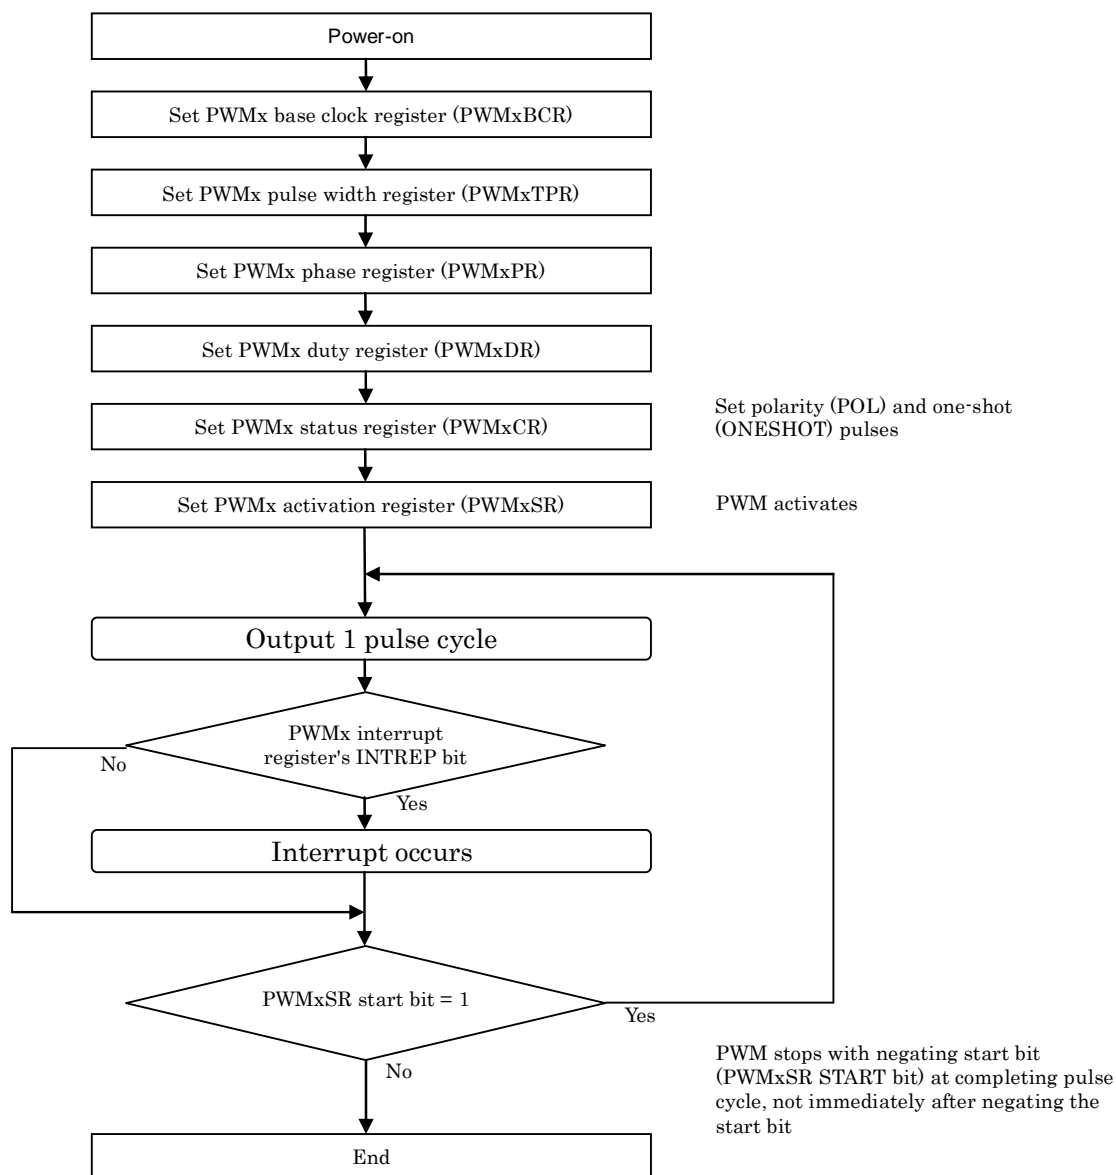 Power-on
Set PWMx base clock register (PWMxBCR)
Set PWMx pulse width register (PWMxTPR)
Set PWMx phase register (PWMxPR)
Set PWMx duty register (PWMxDR)
Set PWMx status register (PWMxCR)
Set polarity (POL) and one-shot
(ONESHOT) pulses
Set PWMx activation register (PWMxSR)
PWM activates
Output 1 pulse cycle
PWMx interrupt
register's INTREP bit
No
Yes
Interrupt occurs
PWMxSR start bit = 1
Yes
No
PWM stops with negating start bit
(PWMxSR START bit) at completing pulse
cycle, not immediately after negating the
start bit
End